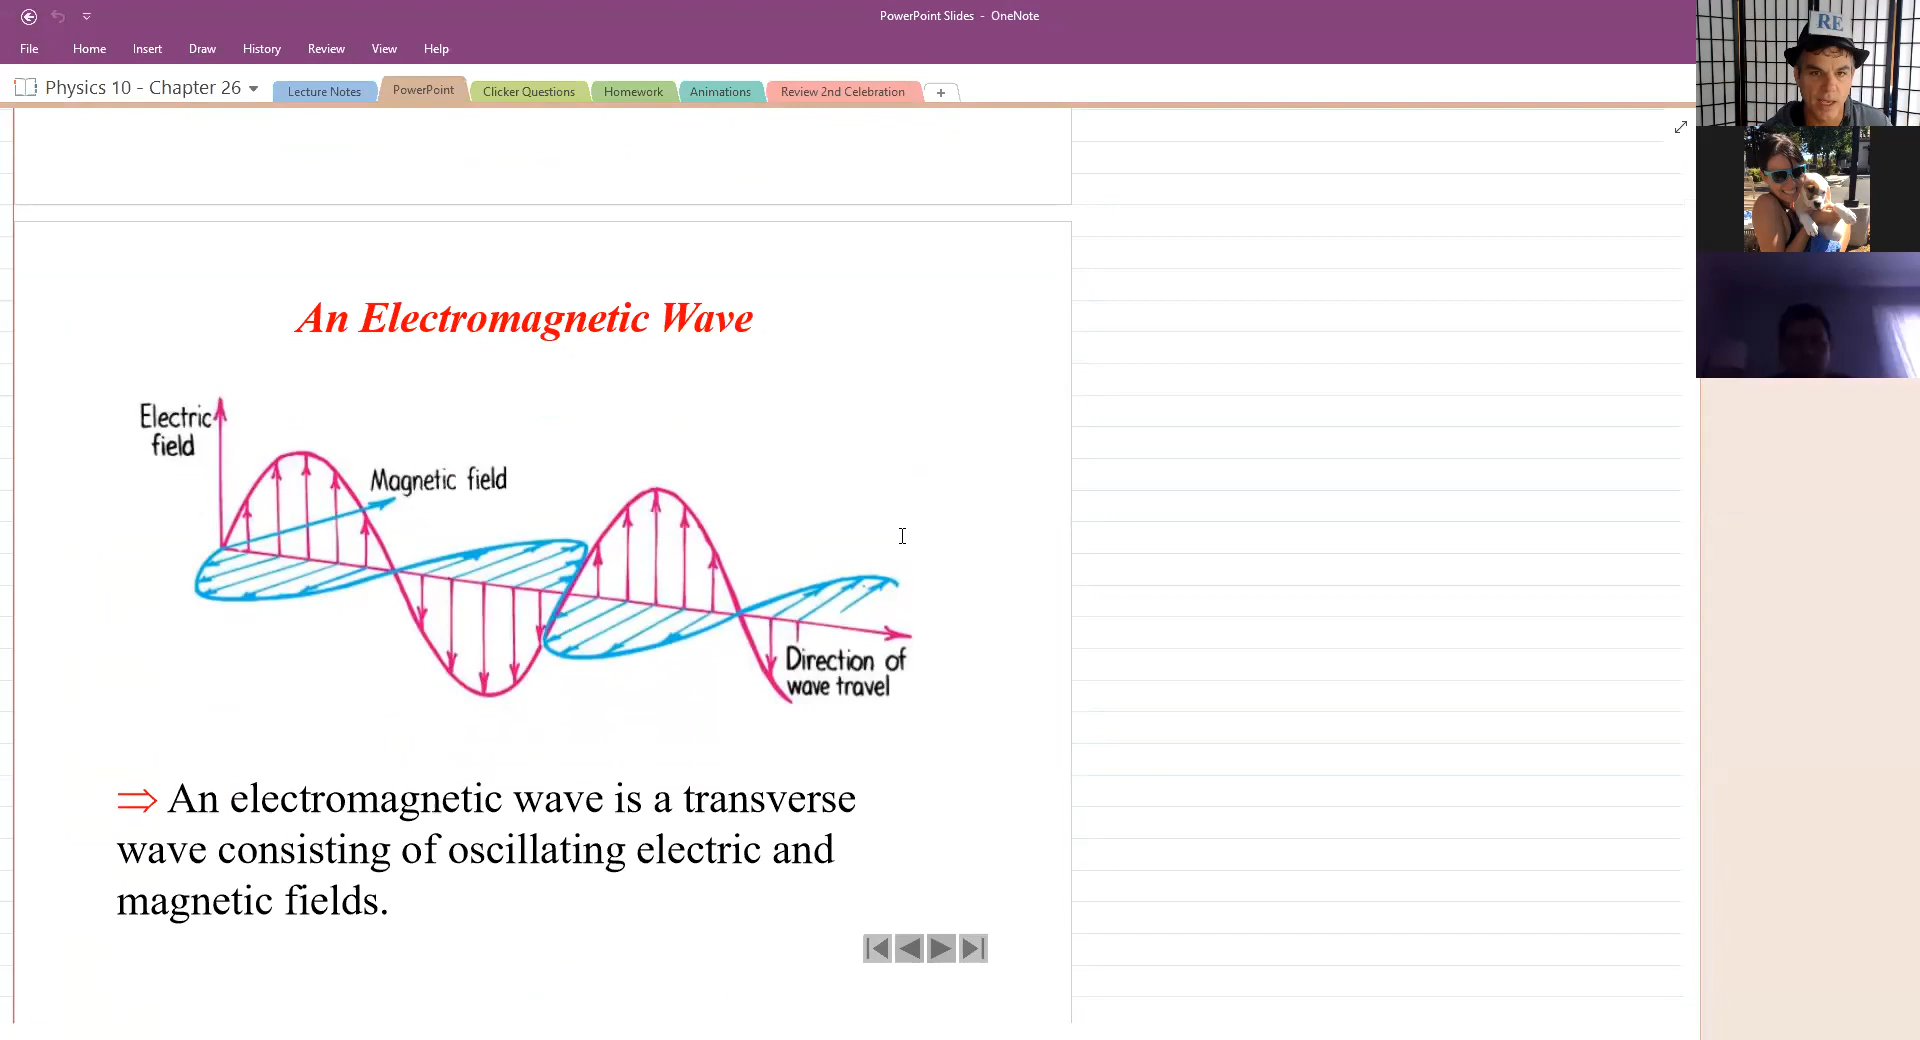 PowerPoint Slides - OneNote
File Home Insert Draw History Review View Help
Physics 10 - Chapter 26
Lecture Notes PowerPoint Clicker Questions Homework Animations Review 2nd Celebration +
RE
An Electromagnetic Wave
Electric
field
Magnetic field
Direction of
wave travel
⇒ An electromagnetic wave is a transverse
wave consisting of oscillating electric and
magnetic fields.